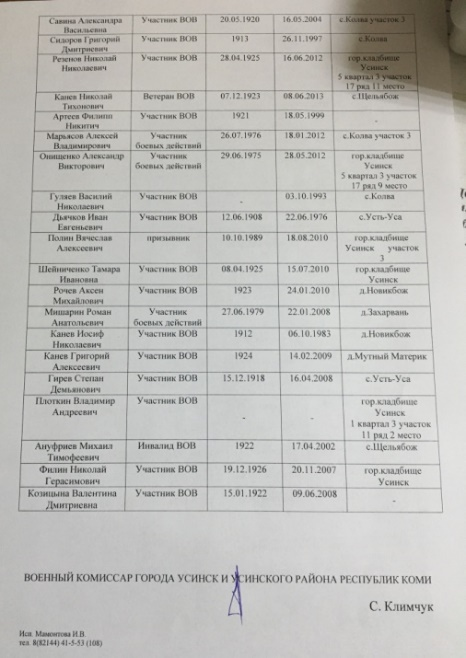 Савина Александра Васильевна Участник ВОВ 20.05.1920 16.05.2004 с.Колва участок 3
Сидоров Григорий Дмитриевич Участник ВОВ 1913 26.11.1997 с.Колва
Резенов Николай Николаевич Участник ВОВ 28.04.1925 16.06.2012 гор.кладбище Усинск 5 квартал 3 участок 17 ряд 11 место
Канев Николай Тихонович Ветеран ВОВ 07.12.1923 08.06.2013 с.Щельябож
Артеев Филипп Никитич Участник ВОВ 1921 18.05.1999 -
Марьясов Алексей Владимирович Участник боевых действий 26.07.1976 18.01.2012 с.Колва участок 3
Онищенко Александр Викторович Участник боевых действий 29.06.1975 28.05.2012 гор.кладбище Усинск 5 квартал 3 участок 17 ряд 9 место
Гуляев Василий Николаевич Участник ВОВ - 03.10.1993 с.Колва
Дьячков Иван Евгеньевич Участник ВОВ 12.06.1908 22.06.1976 с.Усть-Уса
Полин Вячеслав Алексеевич призывник 10.10.1989 18.08.2010 гор.кладбище Усинск участок 3
Шейниченко Тамара Ивановна Участник ВОВ 08.04.1925 15.07.2010 гор.кладбище Усинск
Рочев Аксен Михайлович Участник ВОВ 1923 24.01.2010 д.Новикбож
Мишарин Роман Анатольевич Участник боевых действий 27.06.1979 22.01.2008 д.Захарвань
Канев Иосиф Николаевич Участник ВОВ 1912 06.10.1983 д.Новикбож
Канев Григорий Алексеевич Участник ВОВ 1924 14.02.2009 д.Мутный Материк
Гирев Степан Демьянович Участник ВОВ 15.12.1918 16.04.2008 с.Усть-Уса
Плоткин Владимир Андреевич Участник ВОВ - - гор.кладбище Усинск 1 квартал 3 участок 11 ряд 2 место
Ануфриев Михаил Тимофеевич Инвалид ВОВ 1922 17.04.2002 с.Щельябож
Филин Николай Герасимович Участник ВОВ 19.12.1926 20.11.2007 гор.кладбище Усинск
Козицына Валентина Дмитриевна Участник ВОВ 15.01.1922 09.06.2008 -
ВОЕННЫЙ КОМИССАР ГОРОДА УСИНСК И УСИНСКОГО РАЙОНА РЕСПУБЛИК КОМИ
С. Климчук
Исп. Мамонтова И.В.
тел. 8(82144) 41-5-53 (108)